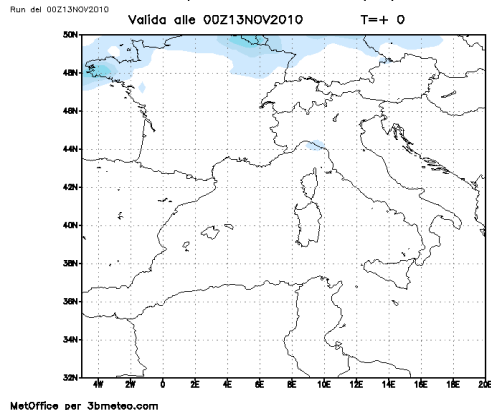 Run del 00Z13NOV2010
Valida alle 00Z13NOV2010 T=+ 0
50N
48N
46N
44N
42N
40N
38N
36N
34N
32N
4W 2W 0 2E 4E 6E 8E 10E 12E 14E 16E 18E 20E
MetOffice per 3bmeteo.com